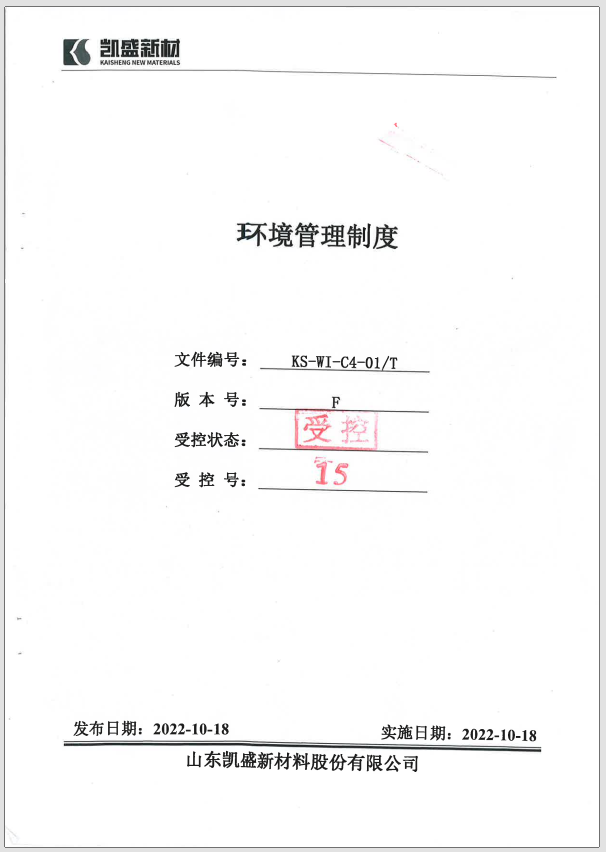 凯盛新材
KAISHENG NEW MATERIALS
环境管理制度
文件编号： KS-WI-C4-01/T
版 本 号： F
受控状态： 受控
受 控 号： 15
发布日期：2022-10-18 实施日期：2022-10-18
山东凯盛新材料股份有限公司